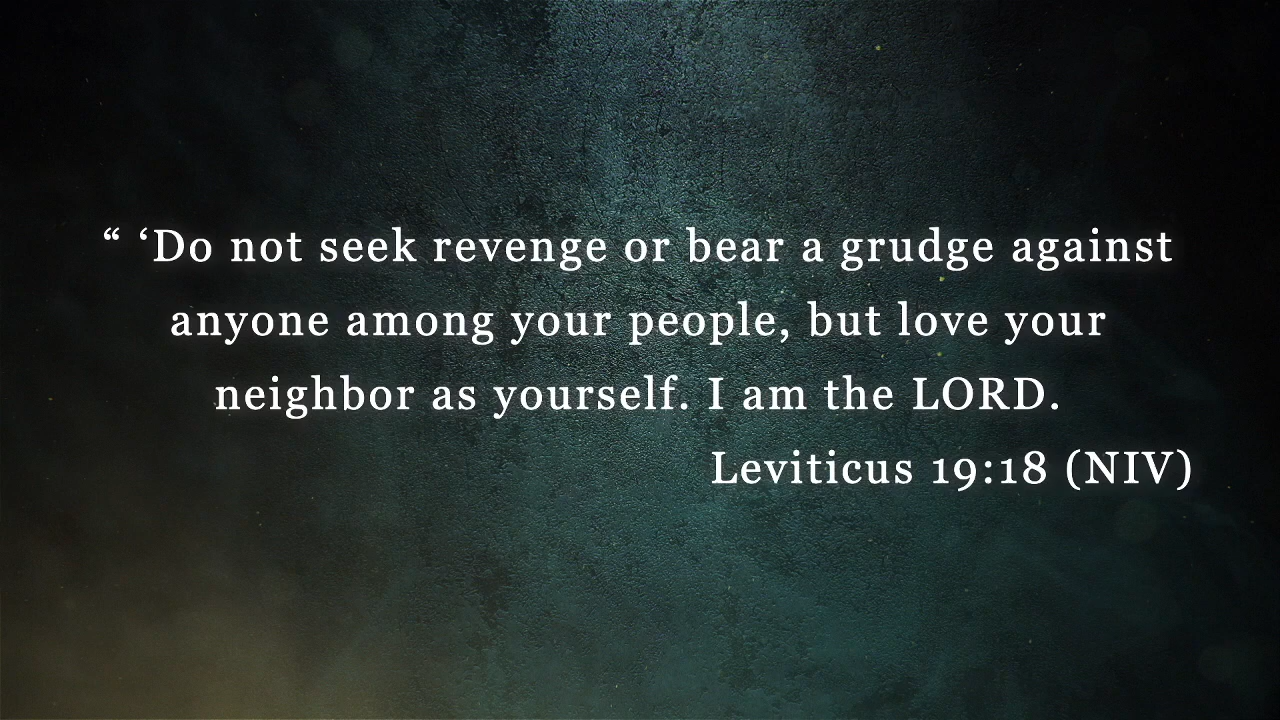 “ ‘Do not seek revenge or bear a grudge against
anyone among your people, but love your
neighbor as yourself. I am the LORD.
Leviticus 19:18 (NIV)